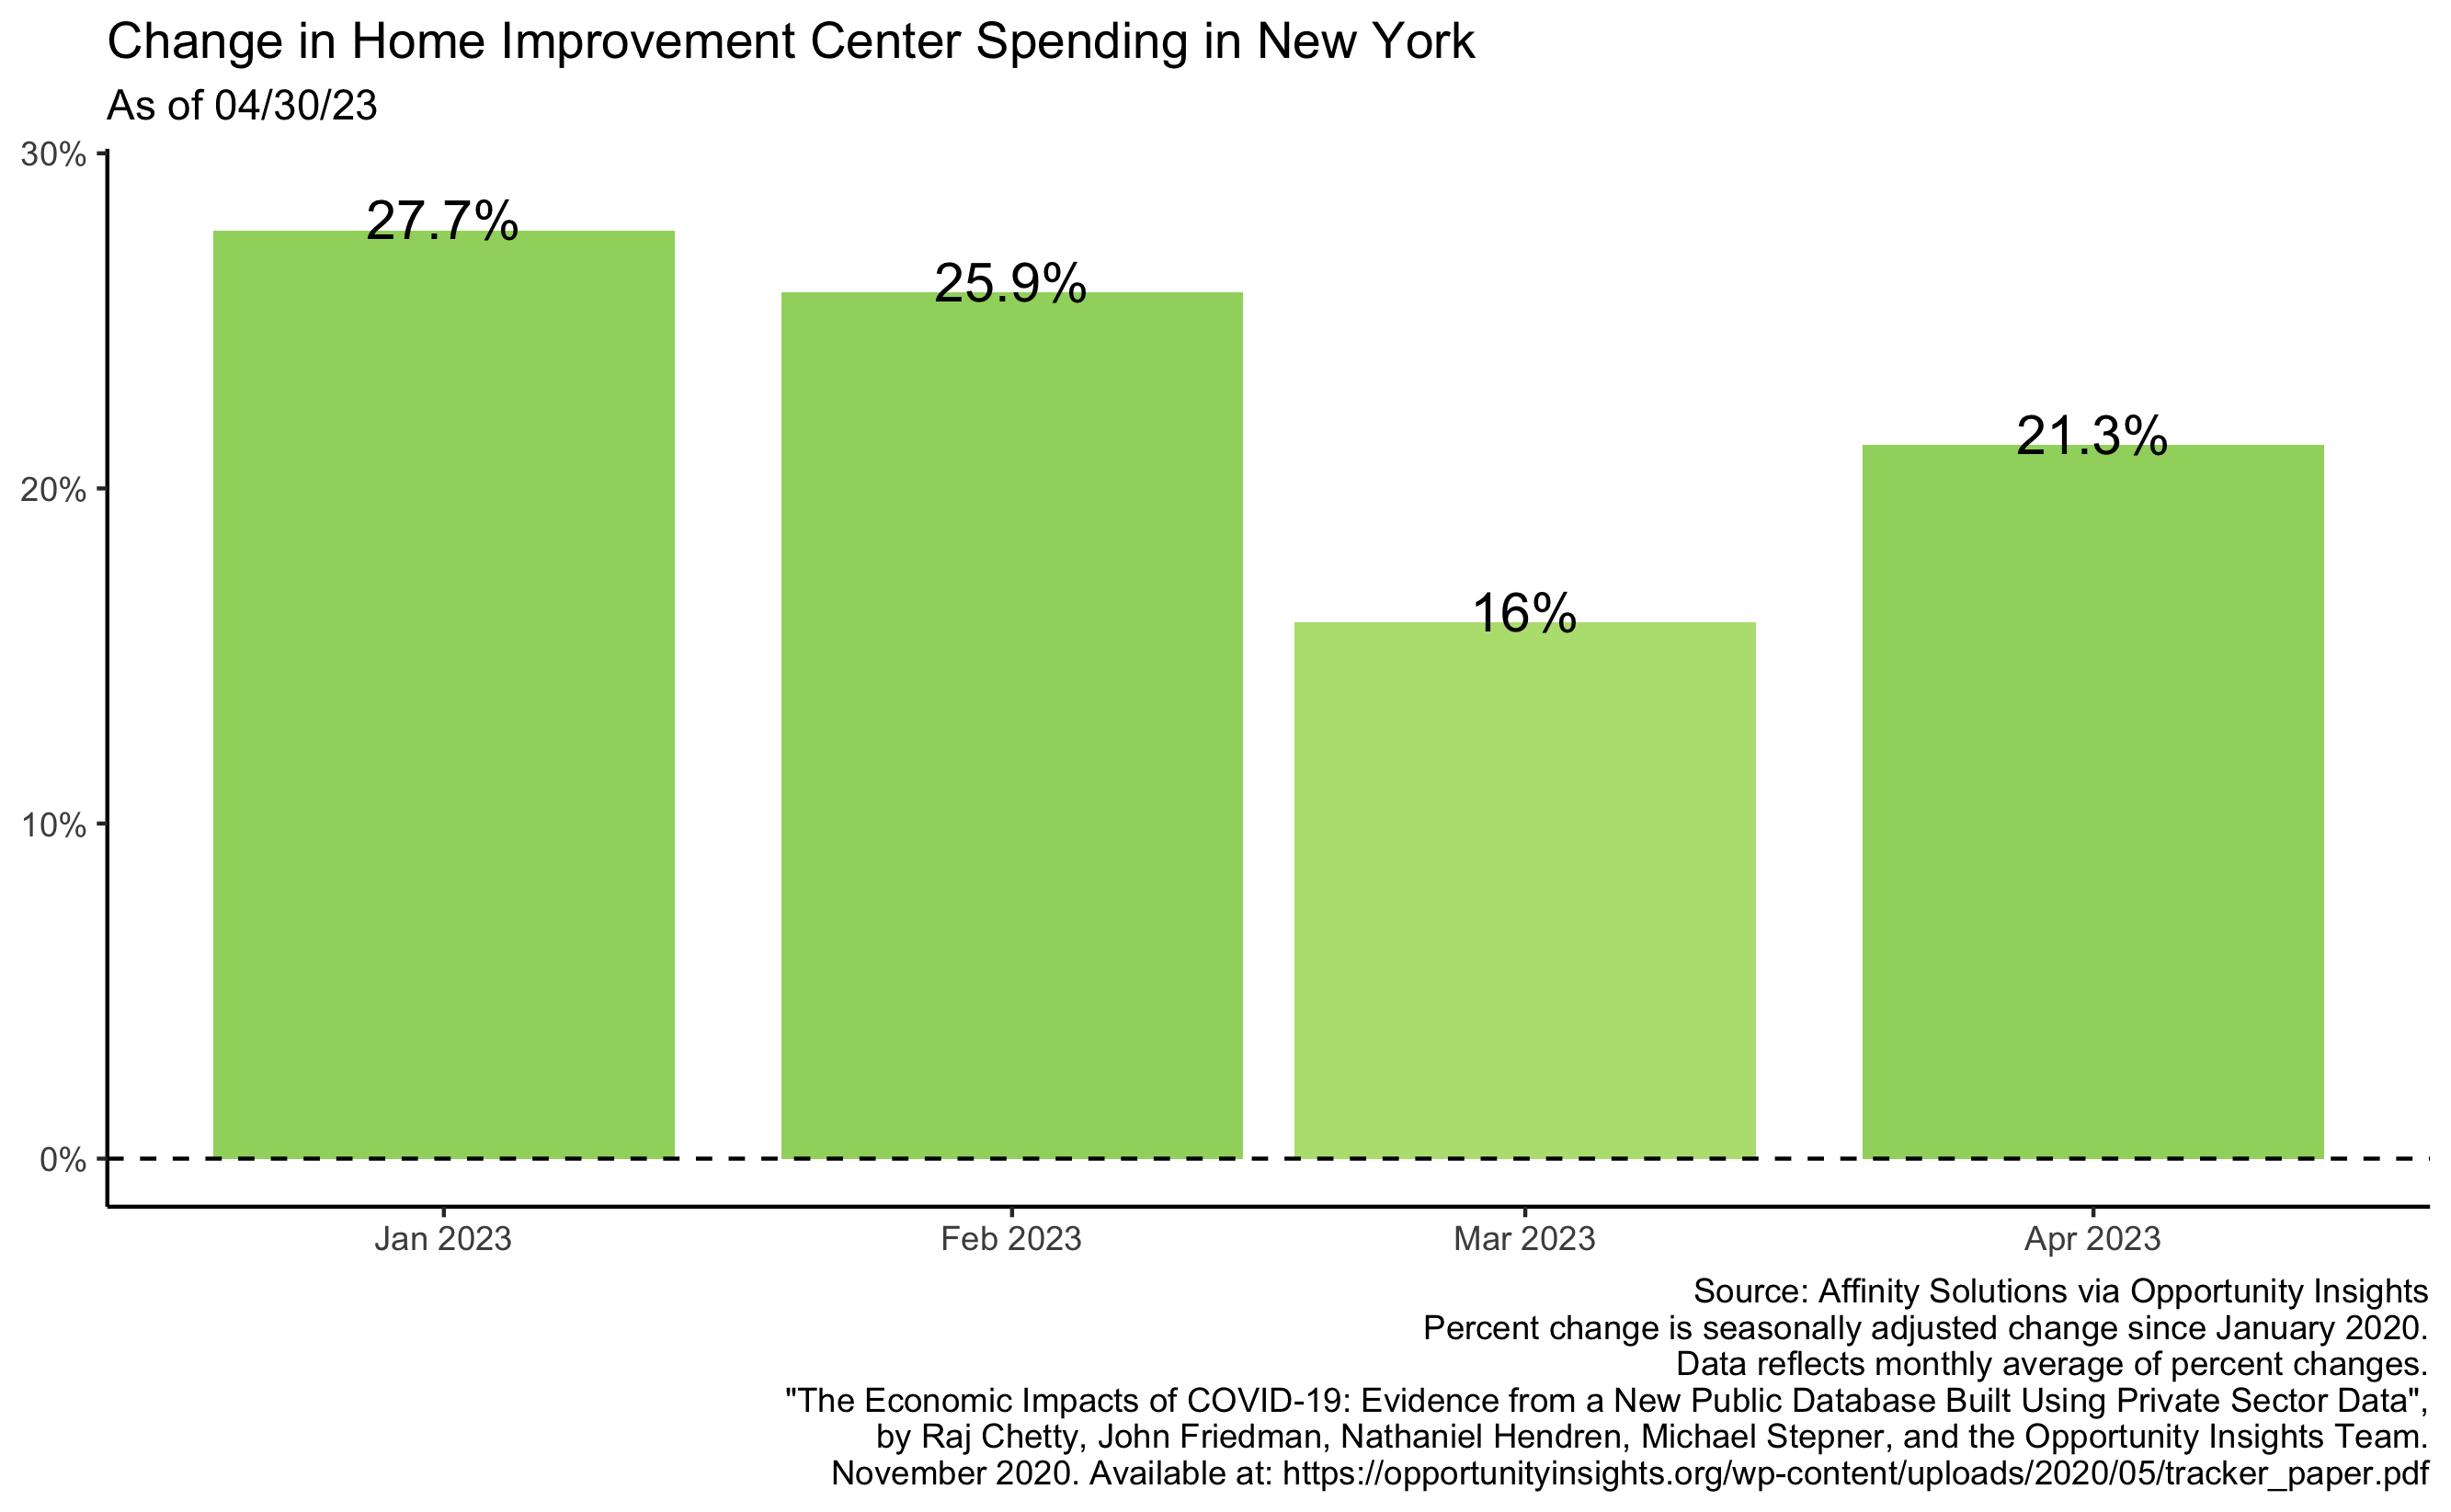 Change in Home Improvement Center Spending in New York
As of 04/30/23
30%
20%
10%
0%
27.7%
25.9%
16%
21.3%
Jan 2023
Feb 2023
Mar 2023
Apr 2023
Source: Affinity Solutions via Opportunity Insights
Percent change is seasonally adjusted change since January 2020.
Data reflects monthly average of percent changes.
"The Economic Impacts of COVID-19: Evidence from a New Public Database Built Using Private Sector Data",
by Raj Chetty, John Friedman, Nathaniel Hendren, Michael Stepner, and the Opportunity Insights Team.
November 2020. Available at: https://opportunityinsights.org/wp-content/uploads/2020/05/tracker_paper.pdf